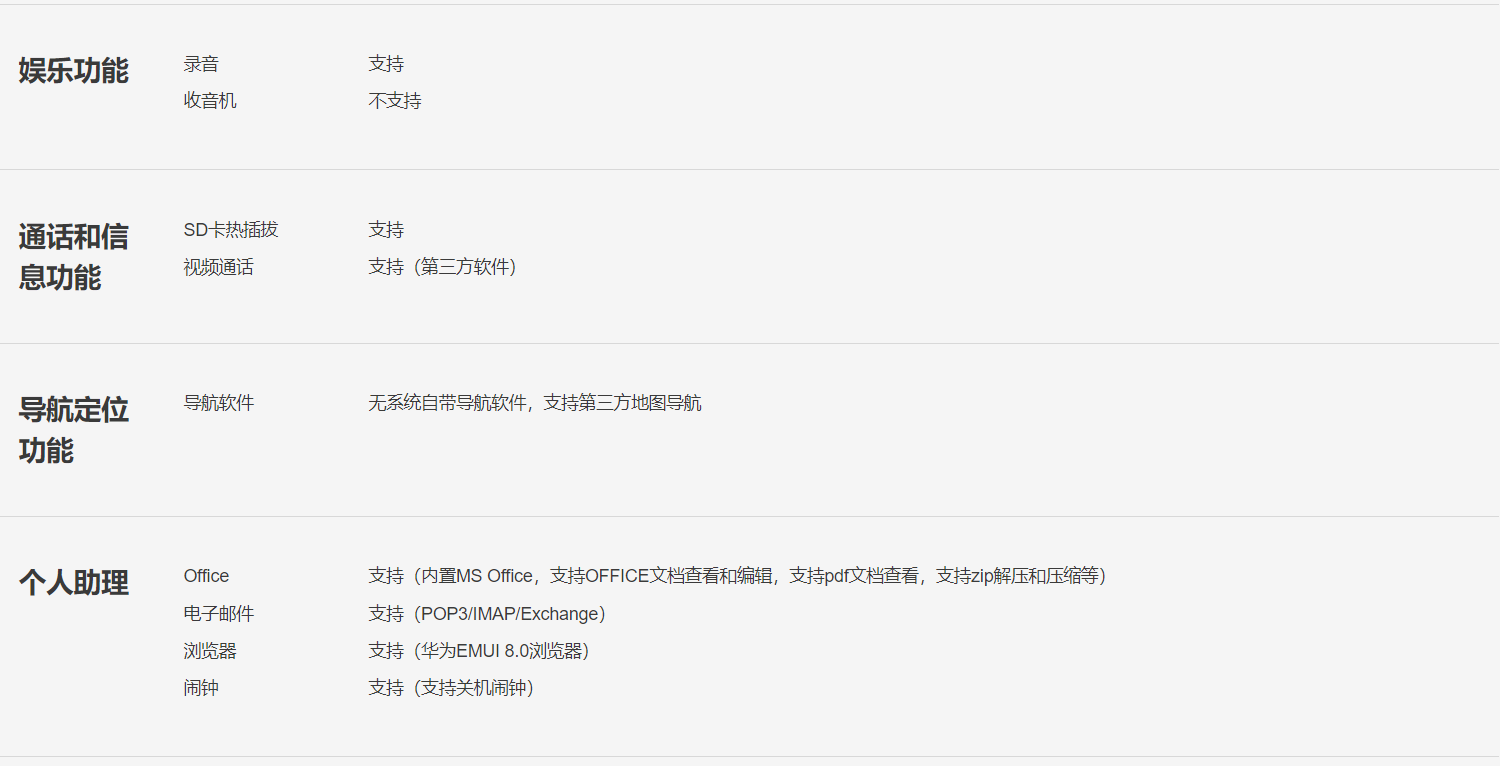 娱乐功能
录音 支持
收音机 不支持
通话和信
息功能
SD卡热插拔 支持
视频通话 支持（第三方软件）
导航定位
功能
导航软件 无系统自带导航软件，支持第三方地图导航
个人助理
Office 支持（内置MS Office，支持OFFICE文档查看和编辑，支持pdf文档查看，支持zip解压和压缩等）
电子邮件 支持（POP3/IMAP/Exchange）
浏览器 支持（华为EMUI 8.0浏览器）
闹钟 支持（支持关机闹钟）